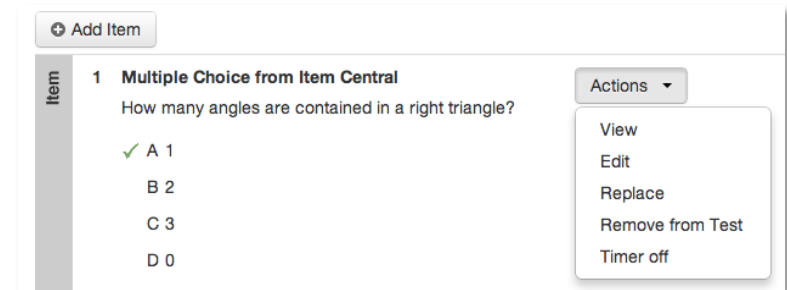 Add Item
Item
1 Multiple Choice from Item Central
How many angles are contained in a right triangle?
A 1
B 2
C 3
D 0
Actions
View
Edit
Replace
Remove from Test
Timer off